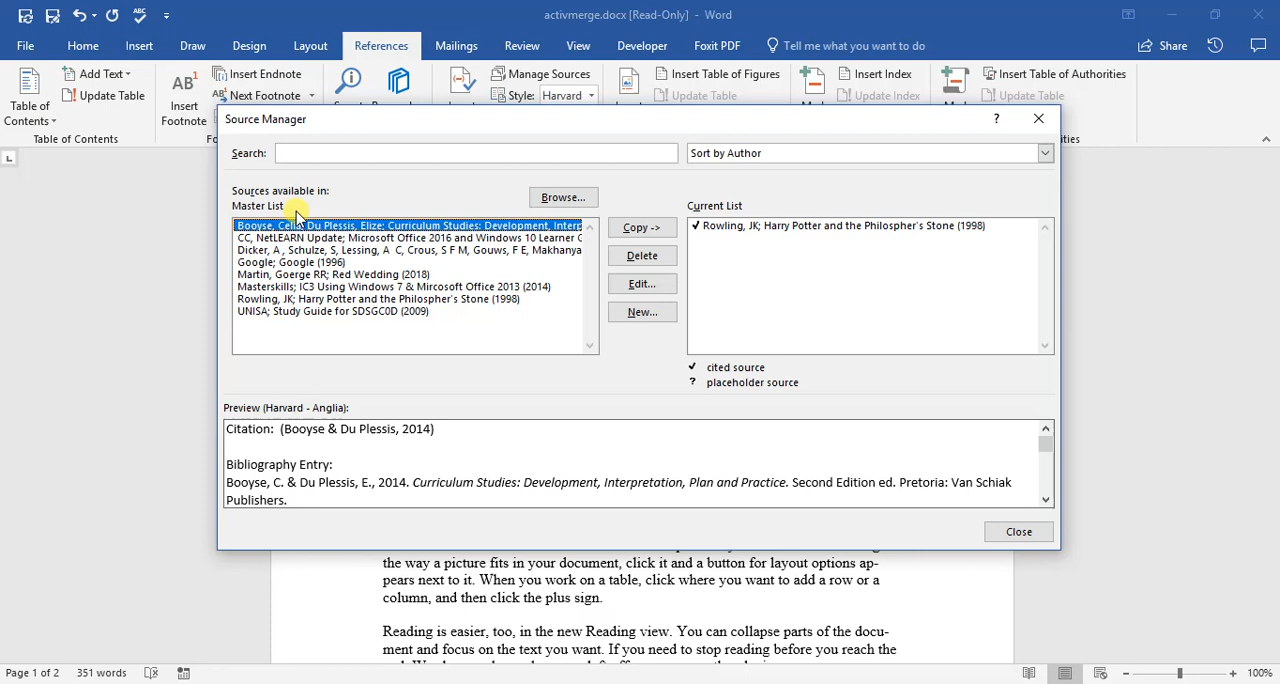 activmerge.docx [Read-Only] - Word
File Home Insert Draw Design Layout References Mailings Review View Developer Foxit PDF Tell me what you want to do Share
Table of Contents
Add Text
Update Table
Table of Contents
AB1 Insert Footnote
Insert Endnote
Next Footnote
Manage Sources
Style: Harvard
Insert Table of Figures
Update Table
Insert Index
Update Index
Insert Table of Authorities
Update Table
Source Manager ?
Search: Sort by Author
Sources available in:
Master List Browse... Current List
Booyse, Celia, Du Plessis, Elize; Curriculum Studies: Development, Interp
CC, NetLEARN Update; Microsoft Office 2016 and Windows 10 Learner
Dicker, A , Schulze, S, Lessing, A C, Crous, S F M, Gouws, F E, Makhanya
Google; Google (1996)
Martin, Goerge RR; Red Wedding (2018)
Masterskills; IC3 Using Windows 7 & Mircosoft Office 2013 (2014)
Rowling, JK; Harry Potter and the Philospher's Stone (1998)
UNISA; Study Guide for SDSGC0D (2009)
Copy ->
Delete
Edit...
New...
✓ Rowling, JK; Harry Potter and the Philospher's Stone (1998)
✓ cited source
? placeholder source
Preview (Harvard - Anglia):
Citation: (Booyse & Du Plessis, 2014)
Bibliography Entry:
Booyse, C. & Du Plessis, E., 2014. Curriculum Studies: Development, Interpretation, Plan and Practice. Second Edition ed. Pretoria: Van Schiak
Publishers.
Close
the way a picture fits in your document, click it and a button for layout options ap-
pears next to it. When you work on a table, click where you want to add a row or a
column, and then click the plus sign.
Reading is easier, too, in the new Reading view. You can collapse parts of the docu-
ment and focus on the text you want. If you need to stop reading before you reach the
Page 1 of 2 351 words 100%